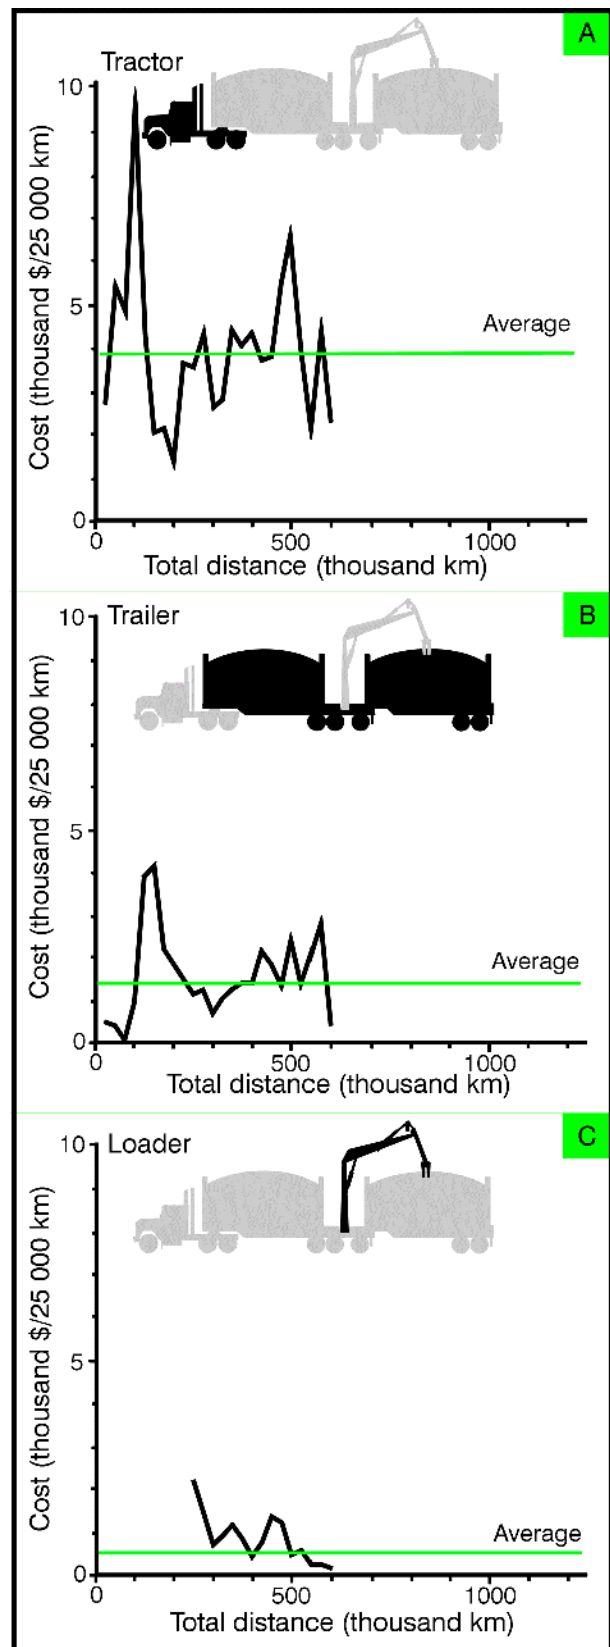 A
Tractor
10
5
0
Cost (thousand $/25 000 km)
Average
0 500 1000
Total distance (thousand km)
B
Trailer
10
5
0
Cost (thousand $/25 000 km)
Average
0 500 1000
Total distance (thousand km)
C
Loader
10
5
0
Cost (thousand $/25 000 km)
Average
0 500 1000
Total distance (thousand km)